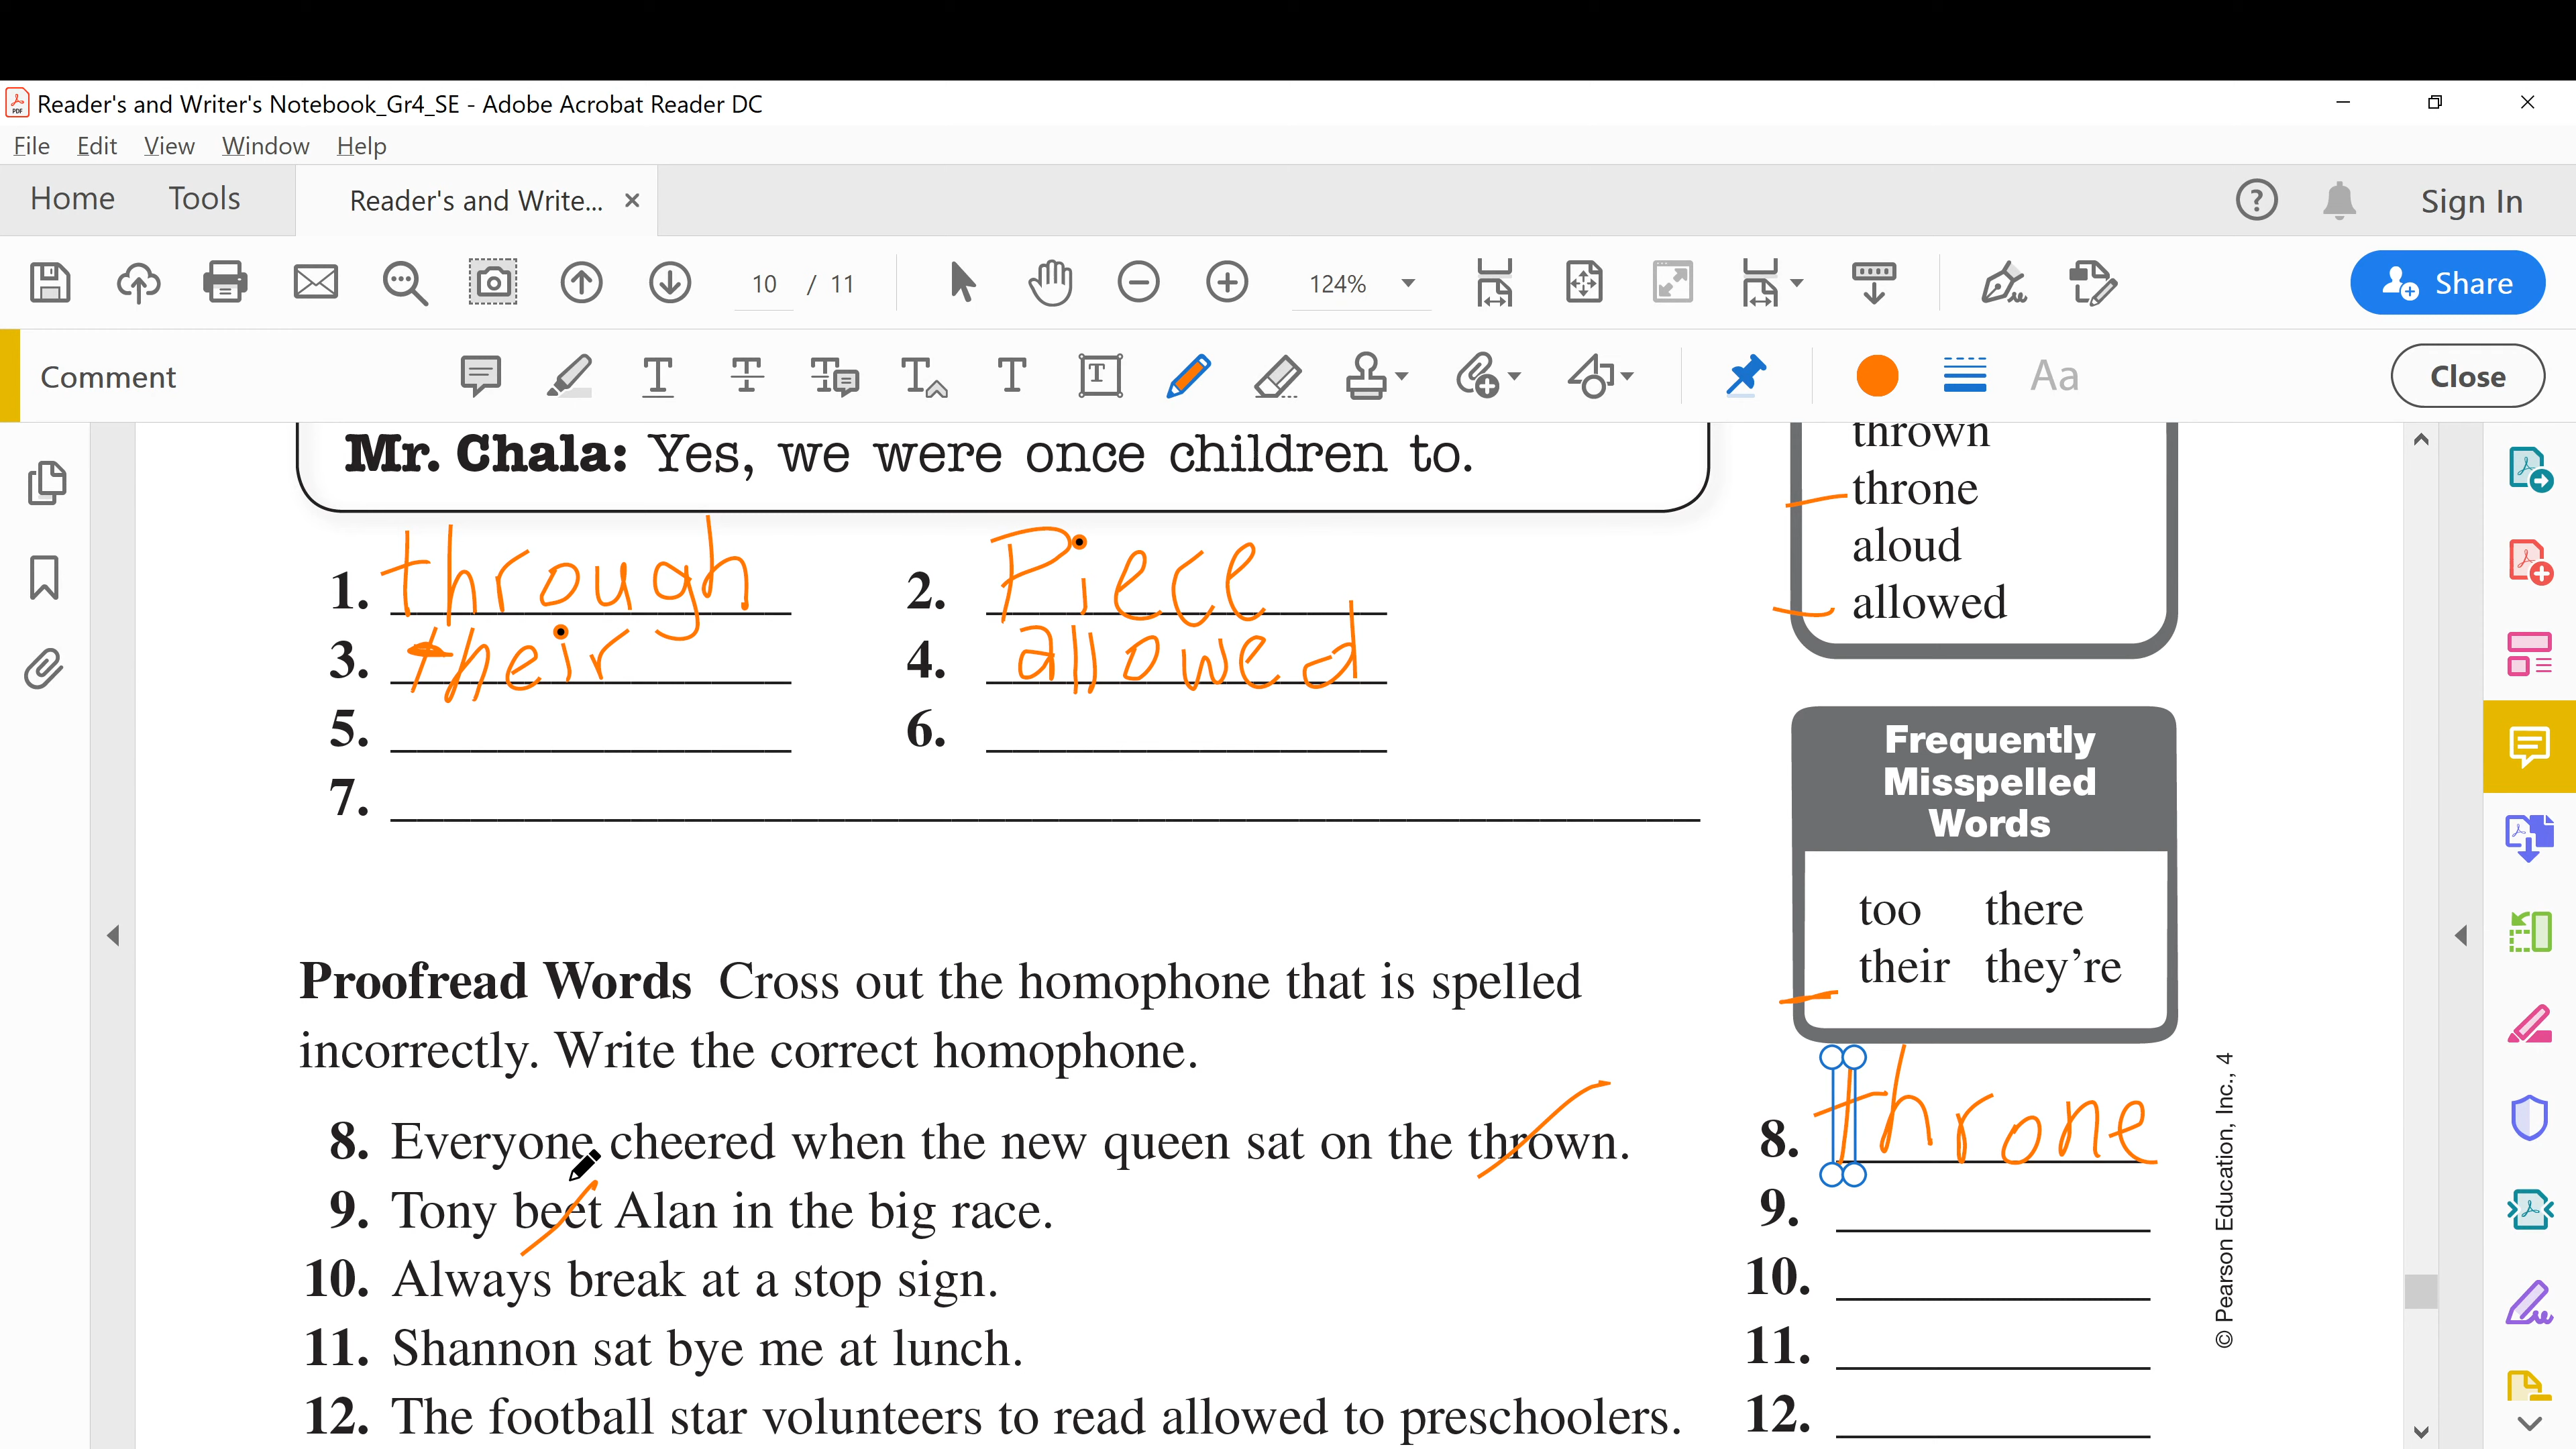 Reader's and Writer's Notebook_Gr4_SE - Adobe Acrobat Reader DC
File Edit View Window Help
Home Tools Reader's and Write... × Sign In
10 / 11 124% Share
Comment Aa Close
Mr. Chala: Yes, we were once children to.
thrown
throne
aloud
allowed
1. through 2. Piece
3. their 4. allowed
5. 6.
7.
Frequently
Misspelled
Words
too there
their they're
Proofread Words Cross out the homophone that is spelled
incorrectly. Write the correct homophone.
8. Everyone cheered when the new queen sat on the thrown. 8. throne
9. Tony beet Alan in the big race. 9.
10. Always break at a stop sign. 10.
11. Shannon sat bye me at lunch. 11.
12. The football star volunteers to read allowed to preschoolers. 12.
© Pearson Education, Inc., 4